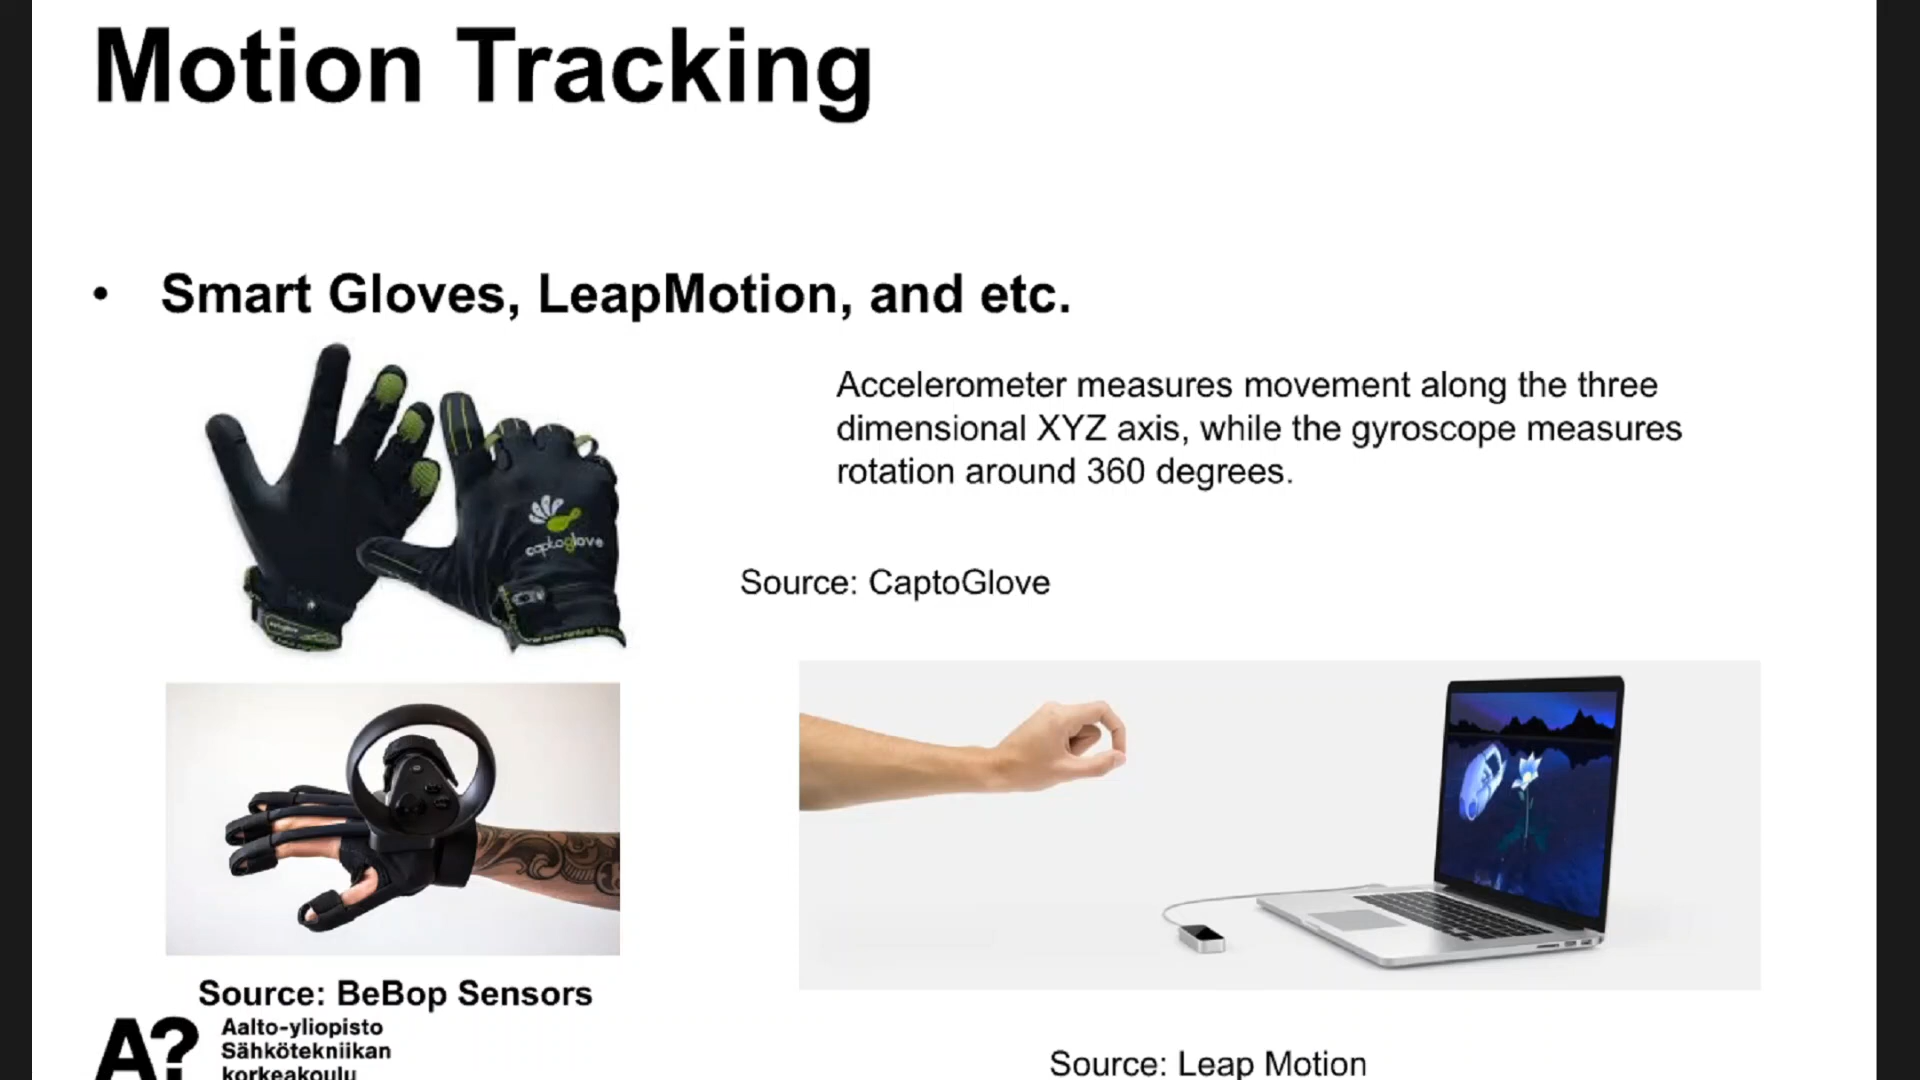 Motion Tracking
• Smart Gloves, LeapMotion, and etc.
Accelerometer measures movement along the three
dimensional XYZ axis, while the gyroscope measures
rotation around 360 degrees.
captoglove
Source: CaptoGlove
Source: BeBop Sensors
A?
Aalto-yliopisto
Sähkötekniikan
korkeakoulu
Source: Leap Motion